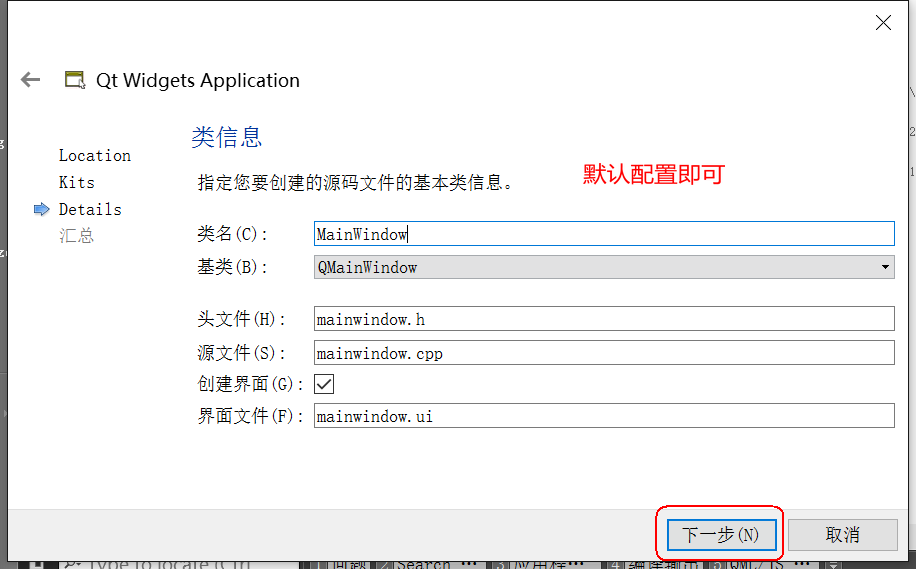 Qt Widgets Application
类信息
Location
Kits
Details
汇总
指定您要创建的源码文件的基本类信息。
默认配置即可
类名(C): MainWindow
基类(B): QMainWindow
头文件(H): mainwindow.h
源文件(S): mainwindow.cpp
创建界面(G):
界面文件(F): mainwindow.ui
下一步(N) 取消